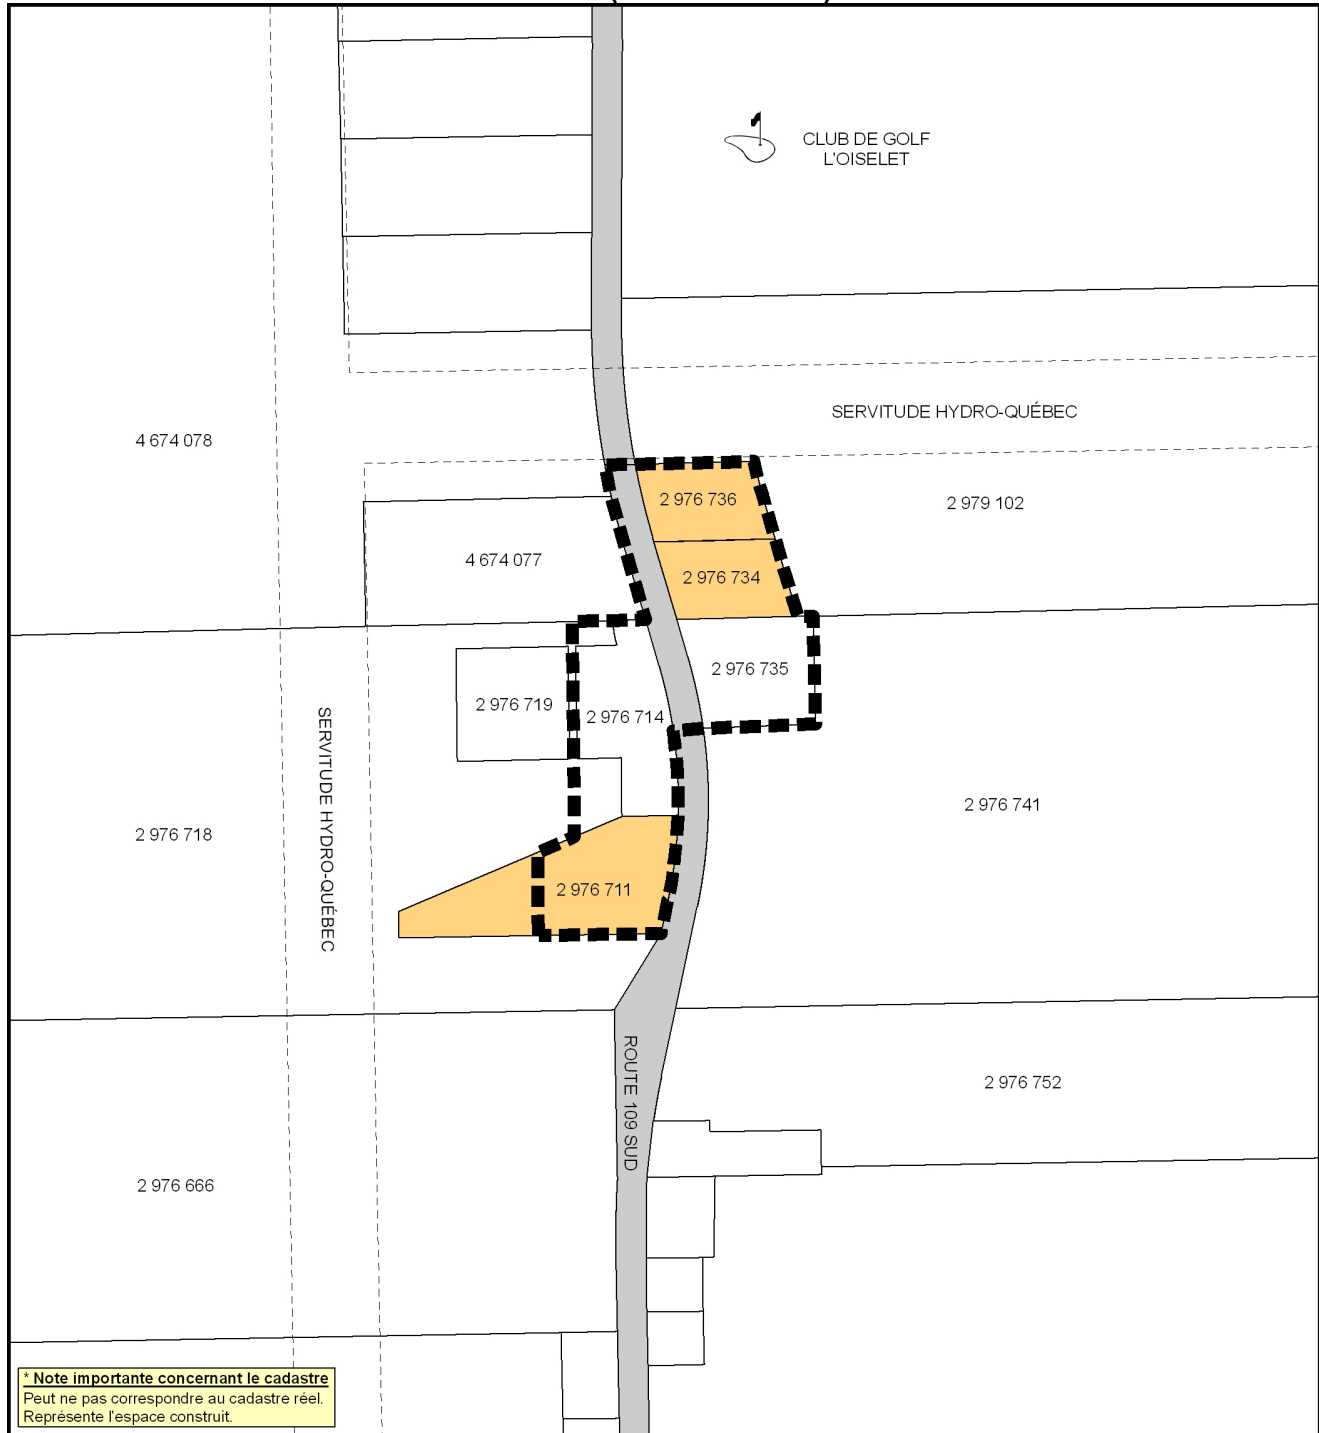 CLUB DE GOLF
L'OISELET
SERVITUDE HYDRO-QUÉBEC
4 674 078
2 976 736
2 979 102
4 674 077
2 976 734
2 976 735
2 976 719
2 976 714
SERVITUDE HYDRO-QUÉBEC
2 976 741
2 976 718
2 976 711
ROUTE 109 SUD
2 976 752
2 976 666
* Note importante concernant le cadastre
Peut ne pas correspondre au cadastre réel.
Représente l'espace construit.